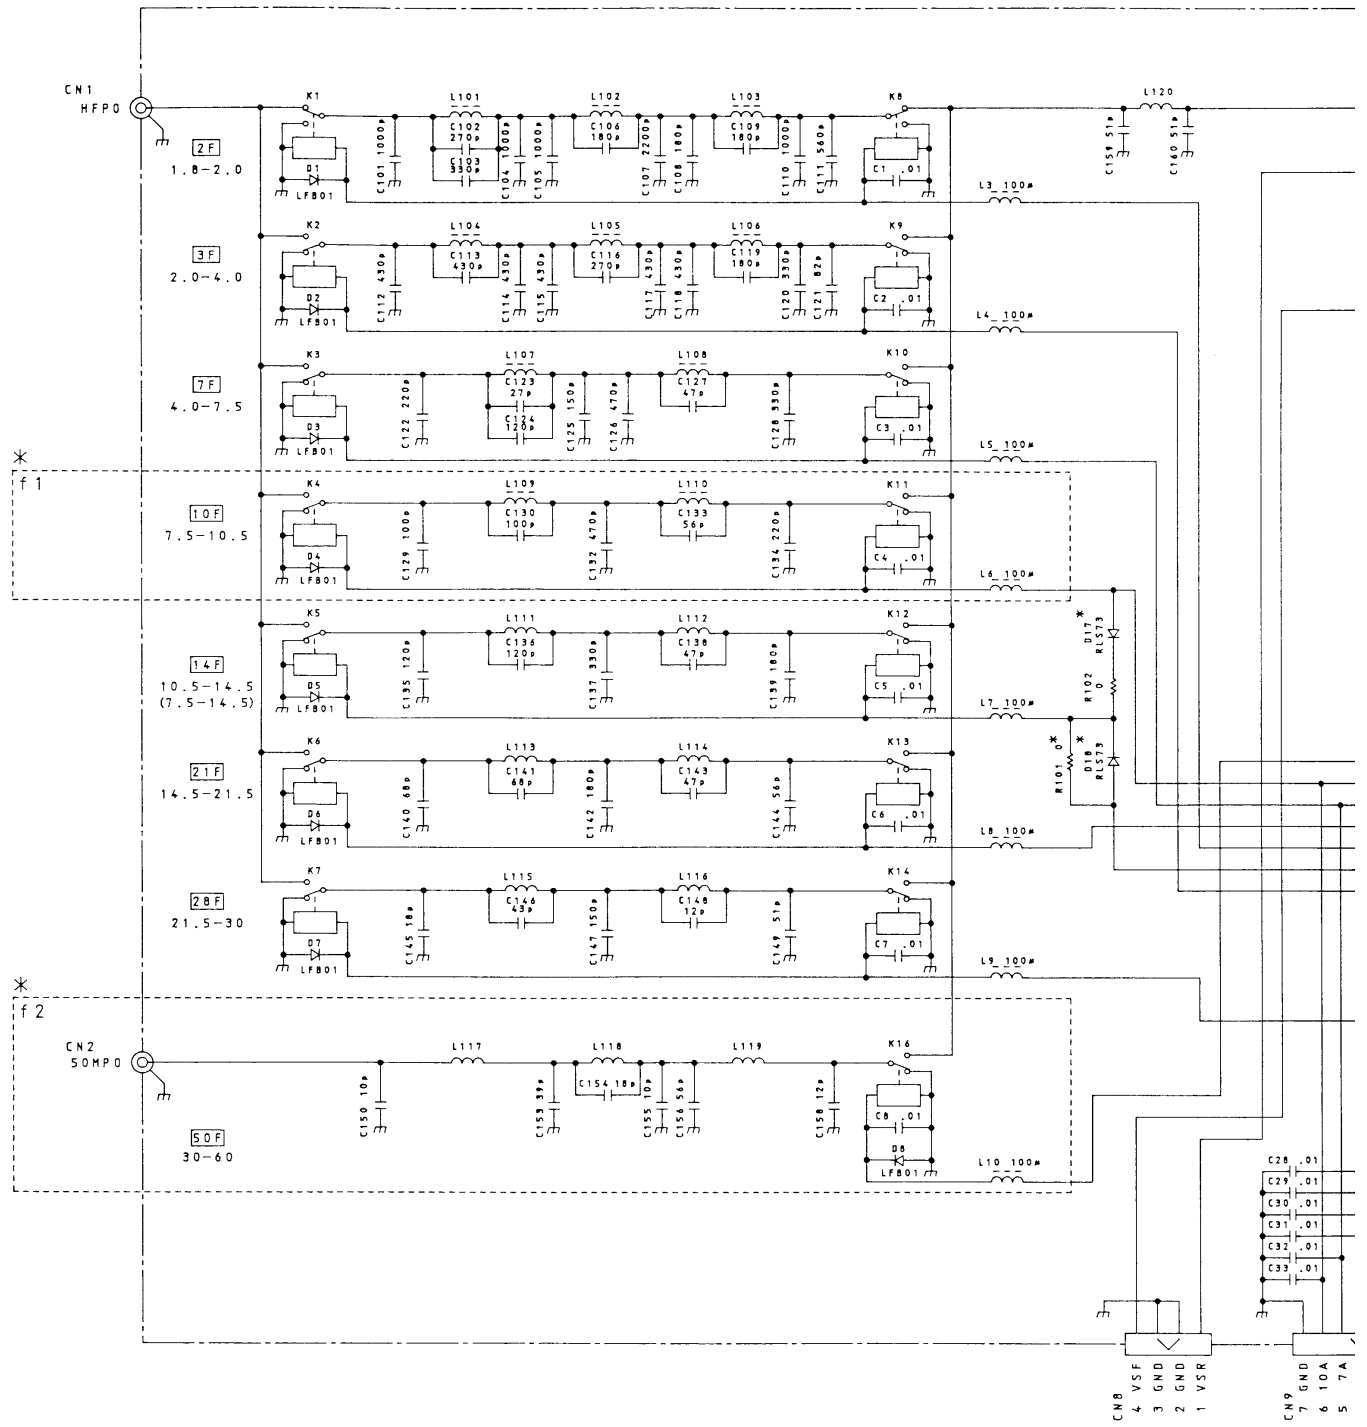 CN1
HFPO
2F
1.8-2.0
K1
D1
LFB01
C101 1000p
L101
C102
270p
C103
330p
C104 1000p
C105 100p
L102
C106
180p
C107 2200p
C108 180p
L103
C109
180p
C110 1000p
C111 560p
K8
C1 .01
L3 100μ
C159 51p
L120
C160 51p
3F
2.0-4.0
K2
D2
LFB01
C112 430p
L104
C113
430p
C114 430p
C115 430p
L105
C116
270p
C117 430p
C118 430p
L106
C119
180p
C120 330p
C121 82p
K9
C2 .01
L4 100μ
7F
4.0-7.5
K3
D3
LFB01
C122 220p
L107
C123
27p
C124
120p
C125 150p
C126 470p
L108
C127
47p
C128 330p
K10
C3 .01
L5 100μ
*
f1
10F
7.5-10.5
K4
D4
LFB01
C129 100p
L109
C130
100p
C132 470p
L110
C133
56p
C134 220p
K11
C4 .01
L6 100μ
14F
10.5-14.5
(7.5-14.5)
K5
D5
LFB01
C135 120p
L111
C136
120p
C137 330p
L112
C138
47p
C139 180p
K12
C5 .01
L7 100μ
D17 *
RLS73
R102
0
R101 0 *
D18 *
RLS73
21F
14.5-21.5
K6
D6
LFB01
C140 68p
L113
C141
68p
C142 180p
L114
C143
47p
C144 56p
K13
C6 .01
L8 100μ
28F
21.5-30
K7
D7
LFB01
C145 18p
L115
C146
43p
C147 150p
L116
C148
12p
C149 51p
K14
C7 .01
L9 100μ
*
f2
CN2
50MPO
50F
30-60
C150 10p
L117
C153 39p
L118
C154 18p
C155 10p
C156 56p
L119
C158 12p
K16
C8 .01
D8
LFB01
L10 100μ
C28 .01
C29 .01
C30 .01
C31 .01
C32 .01
C33 .01
CN8
4 VSF
3 GND
2 GND
1 VSR
CN9
7 GND
6 10A
5 7A